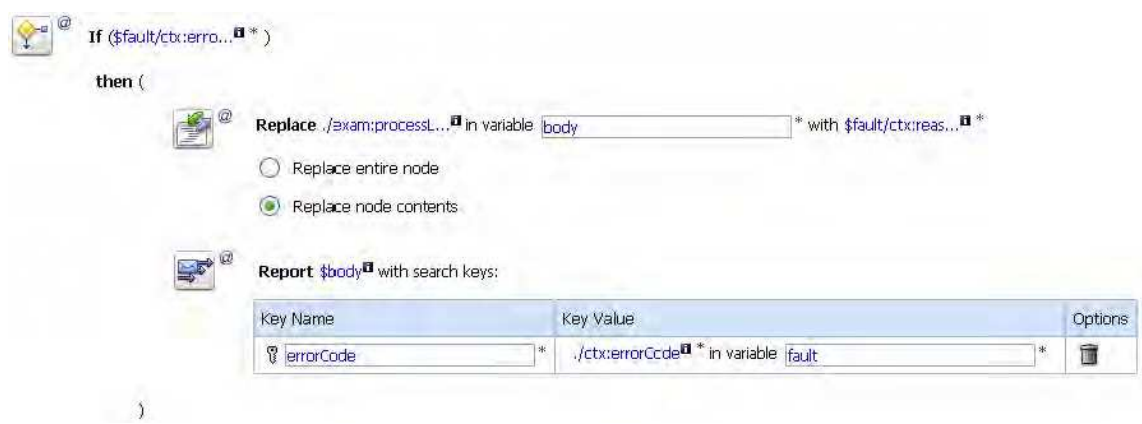 @ If ($fault/ctx:erro... * )
then (
@ Replace ./exam:processL... in variable body * with $fault/ctx:reas... *
Replace entire node
Replace node contents
@ Report $body with search keys:
Key Name Key Value Options
errorCode * ./ctx:errorCode * in variable fault *
)